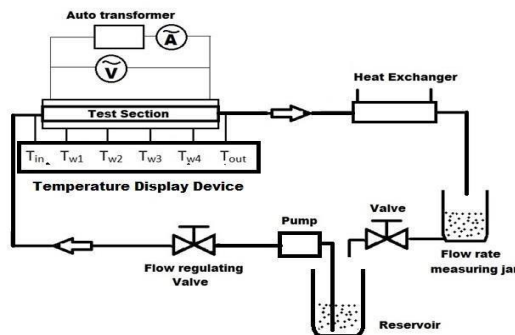 Auto transformer
A
V
Heat Exchanger
Test Section
Tin Tw1 Tw2 Tw3 Tw4 Tout
Temperature Display Device
Valve
Pump
Flow regulating
Valve
Flow rate
measuring jar
Reservoir